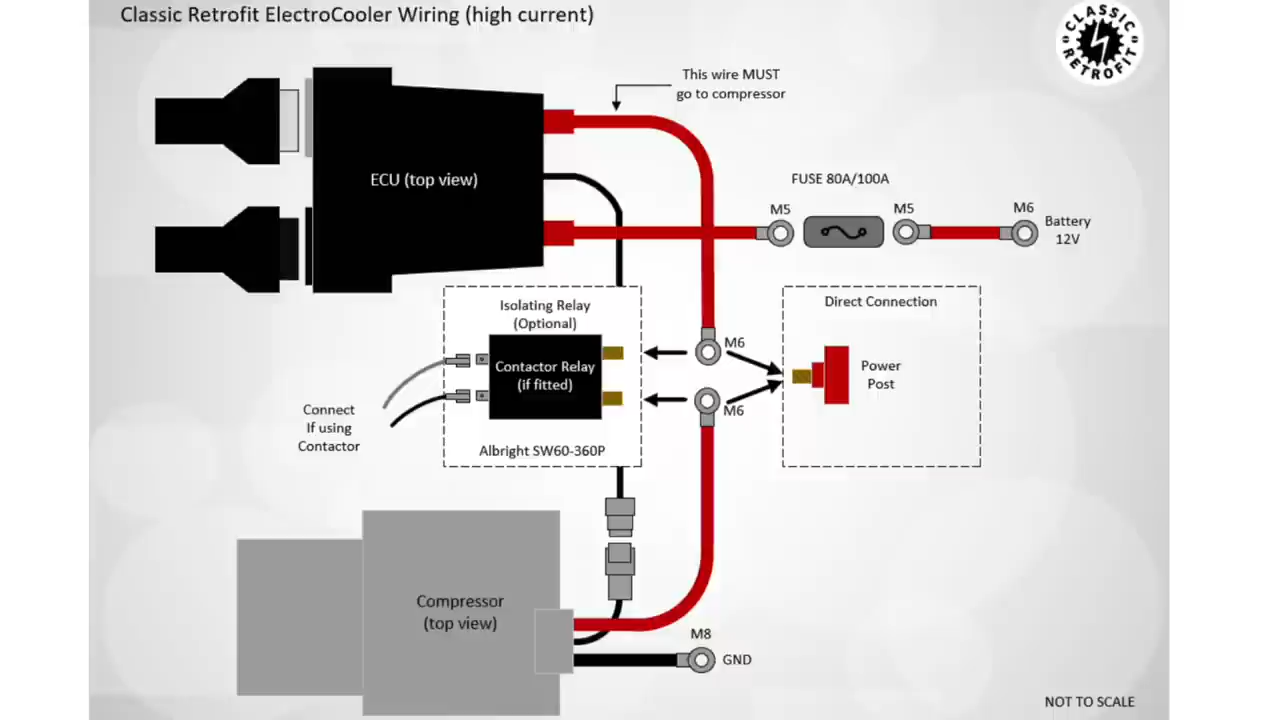 Classic Retrofit ElectroCooler Wiring (high current)
CLASSIC
RETROFIT
This wire MUST
go to compressor
ECU (top view)
FUSE 80A/100A
M5
M5
M6
Battery
12V
Isolating Relay
(Optional)
Direct Connection
Contactor Relay
(if fitted)
M6
M6
Power
Post
Connect
If using
Contactor
Albright SW60-360P
Compressor
(top view)
M8
GND
NOT TO SCALE